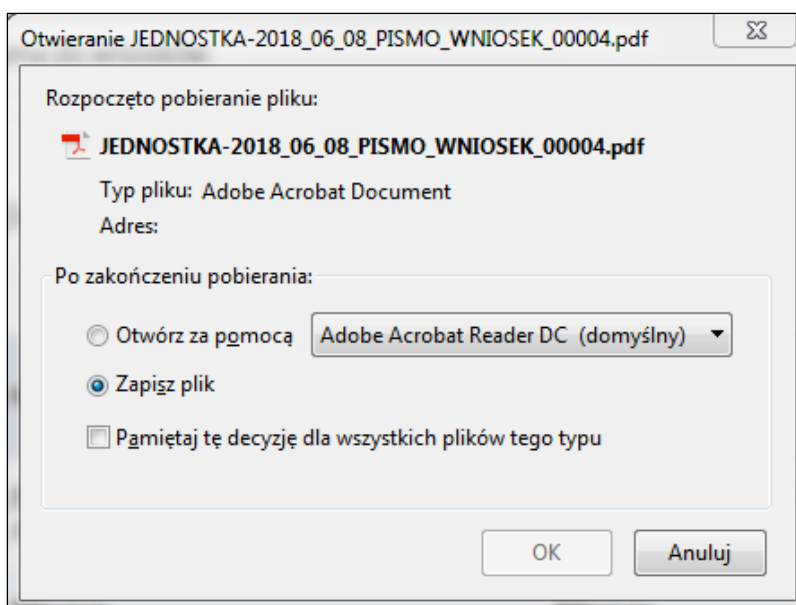 Otwieranie JEDNOSTKA-2018_06_08_PISMO_WNIOSEK_00004.pdf
Rozpoczęto pobieranie pliku:
JEDNOSTKA-2018_06_08_PISMO_WNIOSEK_00004.pdf
Typ pliku: Adobe Acrobat Document
Adres:
Po zakończeniu pobierania:
Otwórz za pomocą Adobe Acrobat Reader DC (domyślny)
Zapisz plik
Pamiętaj tę decyzję dla wszystkich plików tego typu
OK Anuluj